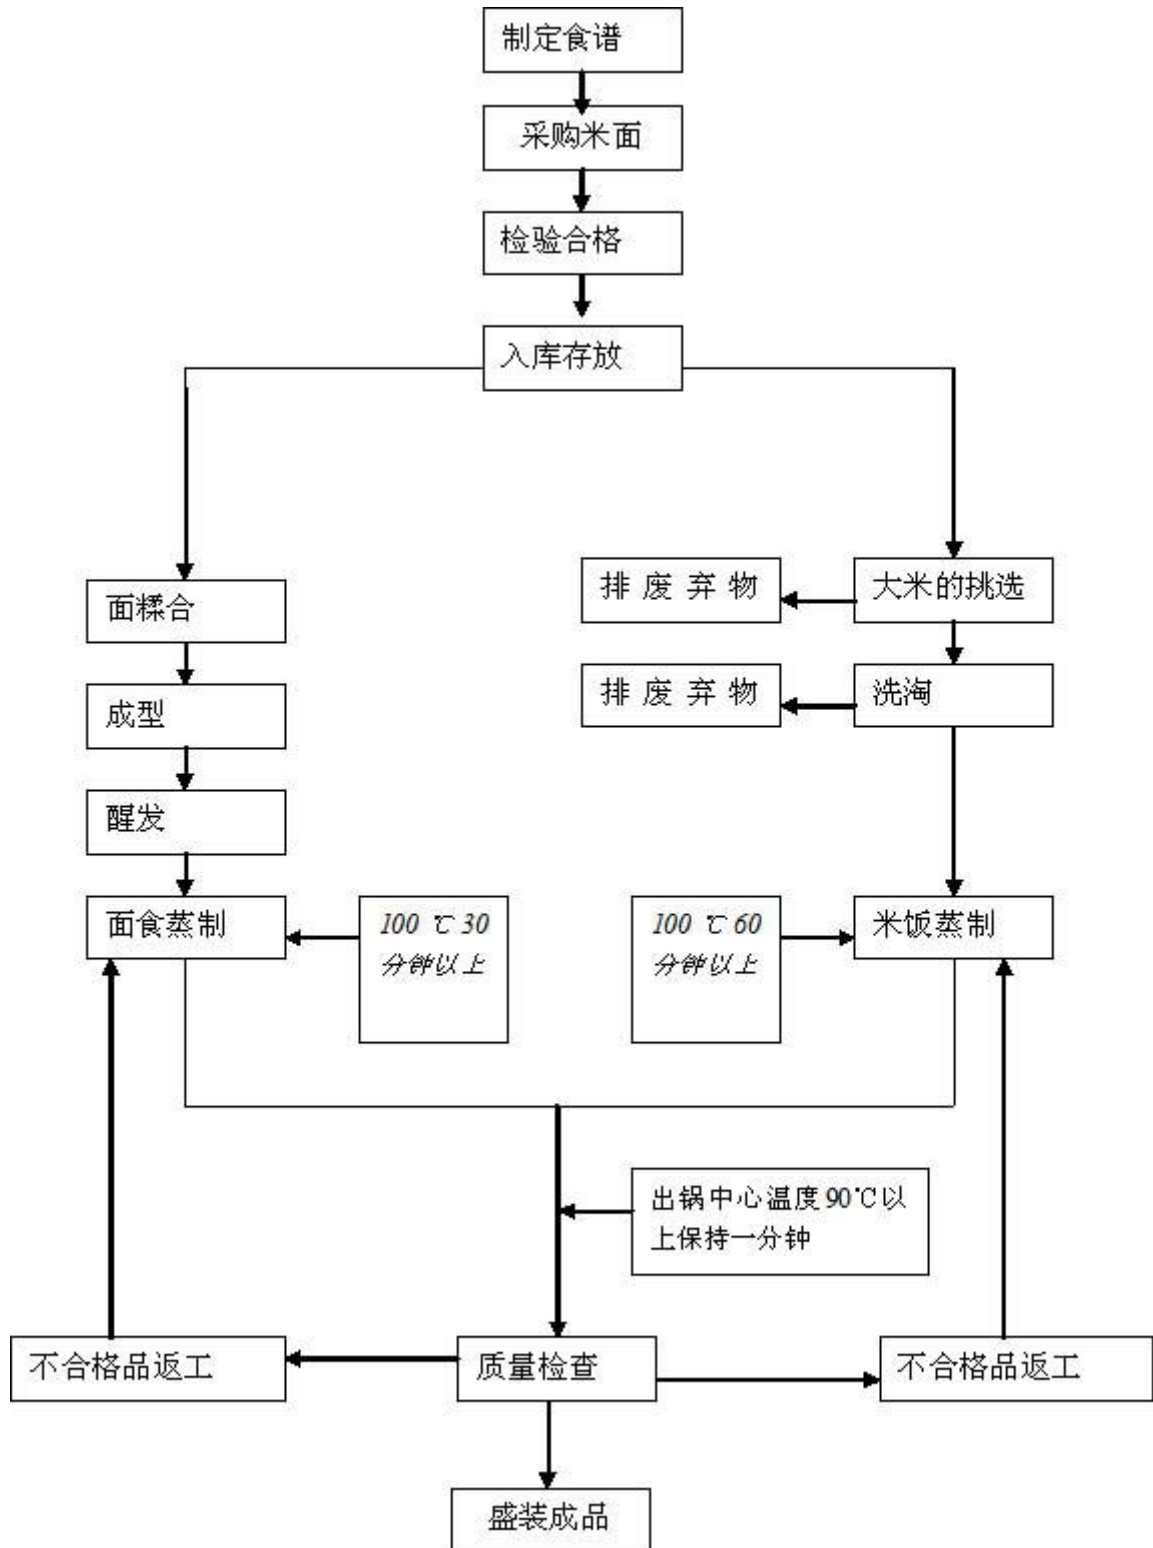 制定食谱
采购米面
检验合格
入库存放
排 废 弃 物
大米的挑选
面糅合
排 废 弃 物
洗淘
成型
醒发
面食蒸制
100 ℃ 30
分钟以上
100 ℃ 60
分钟以上
米饭蒸制
出锅中心温度90℃以
上保持一分钟
不合格品返工
质量检查
不合格品返工
盛装成品